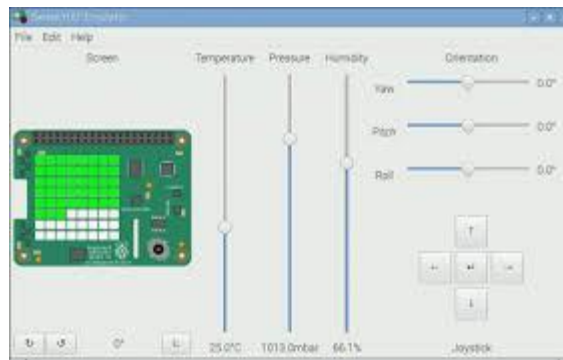 Sense HAT Emulator
File Edit Help
Screen
Temperature Pressure Humidity
Orientation
Yaw 0.0°
Pitch 0.0°
Roll 0.0°
↑
← ↵ →
↓
↻ ↺ 0°
25.0°C 1013.0mbar 66.1%
Joystick